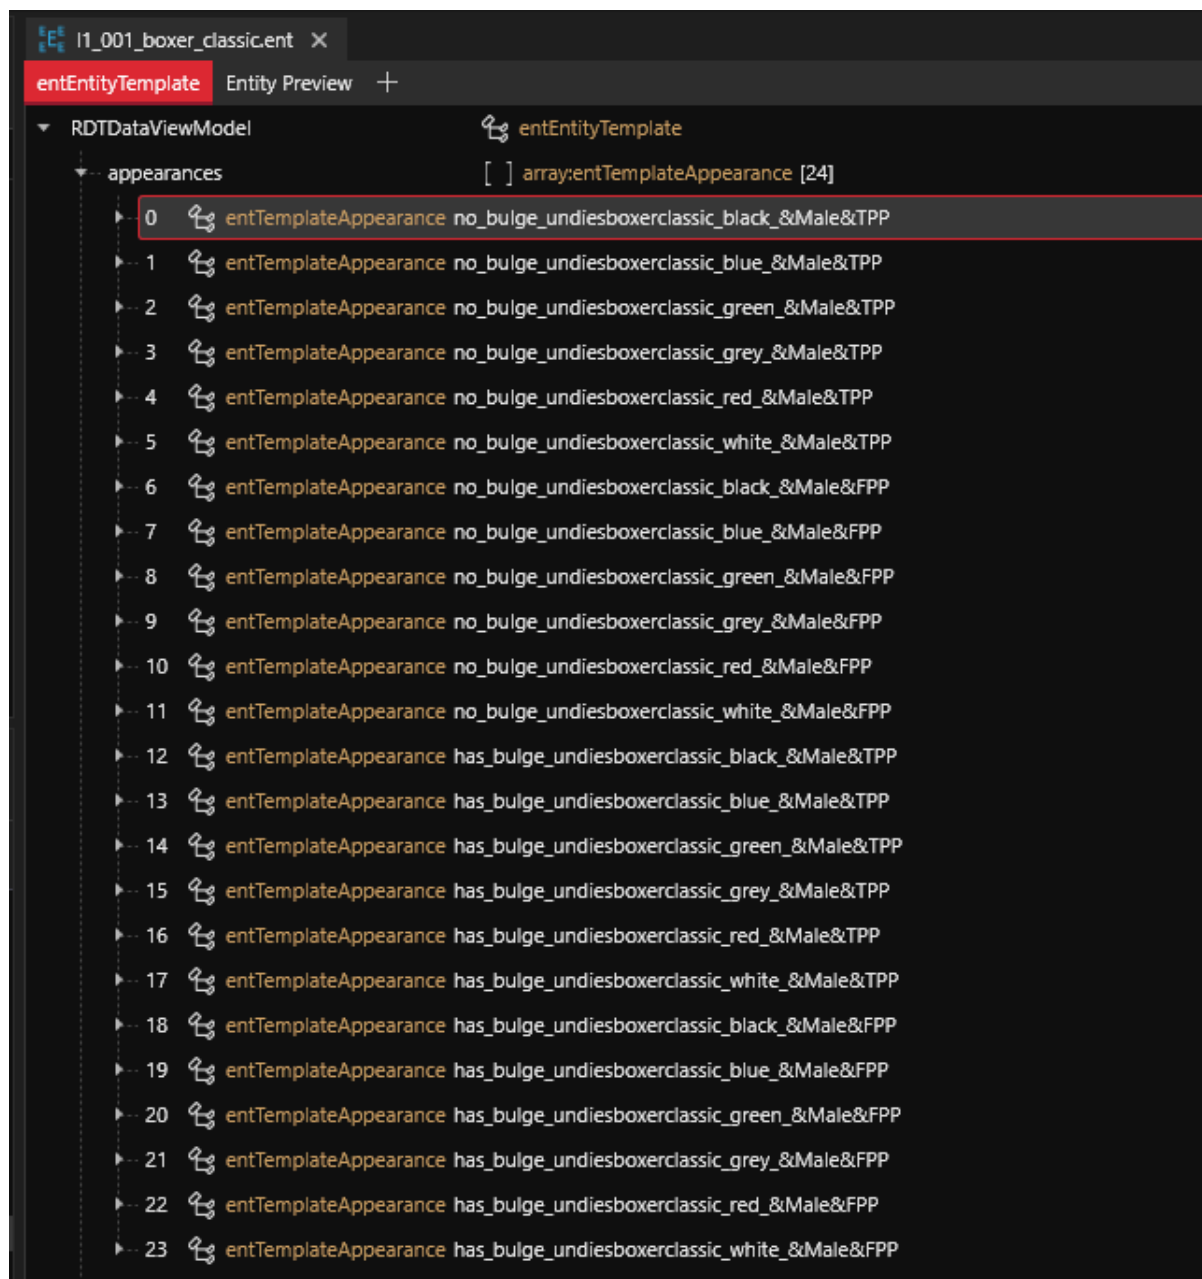 l1_001_boxer_classic.ent
entEntityTemplate Entity Preview
RDTDataViewModel entEntityTemplate
appearances [ ] array:entTemplateAppearance [24]
0 entTemplateAppearance no_bulge_undiesboxerclassic_black_&Male&TPP
1 entTemplateAppearance no_bulge_undiesboxerclassic_blue_&Male&TPP
2 entTemplateAppearance no_bulge_undiesboxerclassic_green_&Male&TPP
3 entTemplateAppearance no_bulge_undiesboxerclassic_grey_&Male&TPP
4 entTemplateAppearance no_bulge_undiesboxerclassic_red_&Male&TPP
5 entTemplateAppearance no_bulge_undiesboxerclassic_white_&Male&TPP
6 entTemplateAppearance no_bulge_undiesboxerclassic_black_&Male&FPP
7 entTemplateAppearance no_bulge_undiesboxerclassic_blue_&Male&FPP
8 entTemplateAppearance no_bulge_undiesboxerclassic_green_&Male&FPP
9 entTemplateAppearance no_bulge_undiesboxerclassic_grey_&Male&FPP
10 entTemplateAppearance no_bulge_undiesboxerclassic_red_&Male&FPP
11 entTemplateAppearance no_bulge_undiesboxerclassic_white_&Male&FPP
12 entTemplateAppearance has_bulge_undiesboxerclassic_black_&Male&TPP
13 entTemplateAppearance has_bulge_undiesboxerclassic_blue_&Male&TPP
14 entTemplateAppearance has_bulge_undiesboxerclassic_green_&Male&TPP
15 entTemplateAppearance has_bulge_undiesboxerclassic_grey_&Male&TPP
16 entTemplateAppearance has_bulge_undiesboxerclassic_red_&Male&TPP
17 entTemplateAppearance has_bulge_undiesboxerclassic_white_&Male&TPP
18 entTemplateAppearance has_bulge_undiesboxerclassic_black_&Male&FPP
19 entTemplateAppearance has_bulge_undiesboxerclassic_blue_&Male&FPP
20 entTemplateAppearance has_bulge_undiesboxerclassic_green_&Male&FPP
21 entTemplateAppearance has_bulge_undiesboxerclassic_grey_&Male&FPP
22 entTemplateAppearance has_bulge_undiesboxerclassic_red_&Male&FPP
23 entTemplateAppearance has_bulge_undiesboxerclassic_white_&Male&FPP